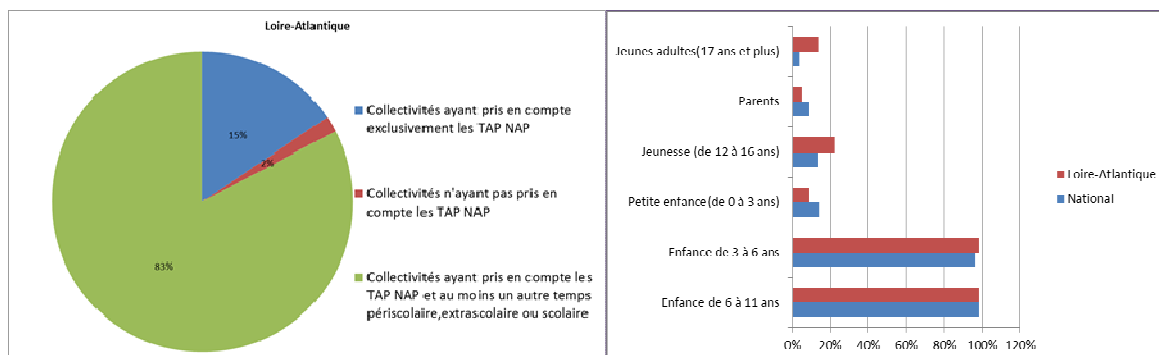 Loire-Atlantique
15%
2%
83%
Collectivités ayant pris en compte
exclusivement les TAP NAP
Collectivités n'ayant pas pris en
compte les TAP NAP
Collectivités ayant pris en compte les
TAP NAP et au moins un autre temps
périscolaire,extrascolaire ou scolaire
Jeunes adultes(17 ans et plus)
Parents
Jeunesse (de 12 à 16 ans)
Petite enfance(de 0 à 3 ans)
Enfance de 3 à 6 ans
Enfance de 6 à 11 ans
0% 20% 40% 60% 80% 100% 120%
Loire-Atlantique
National